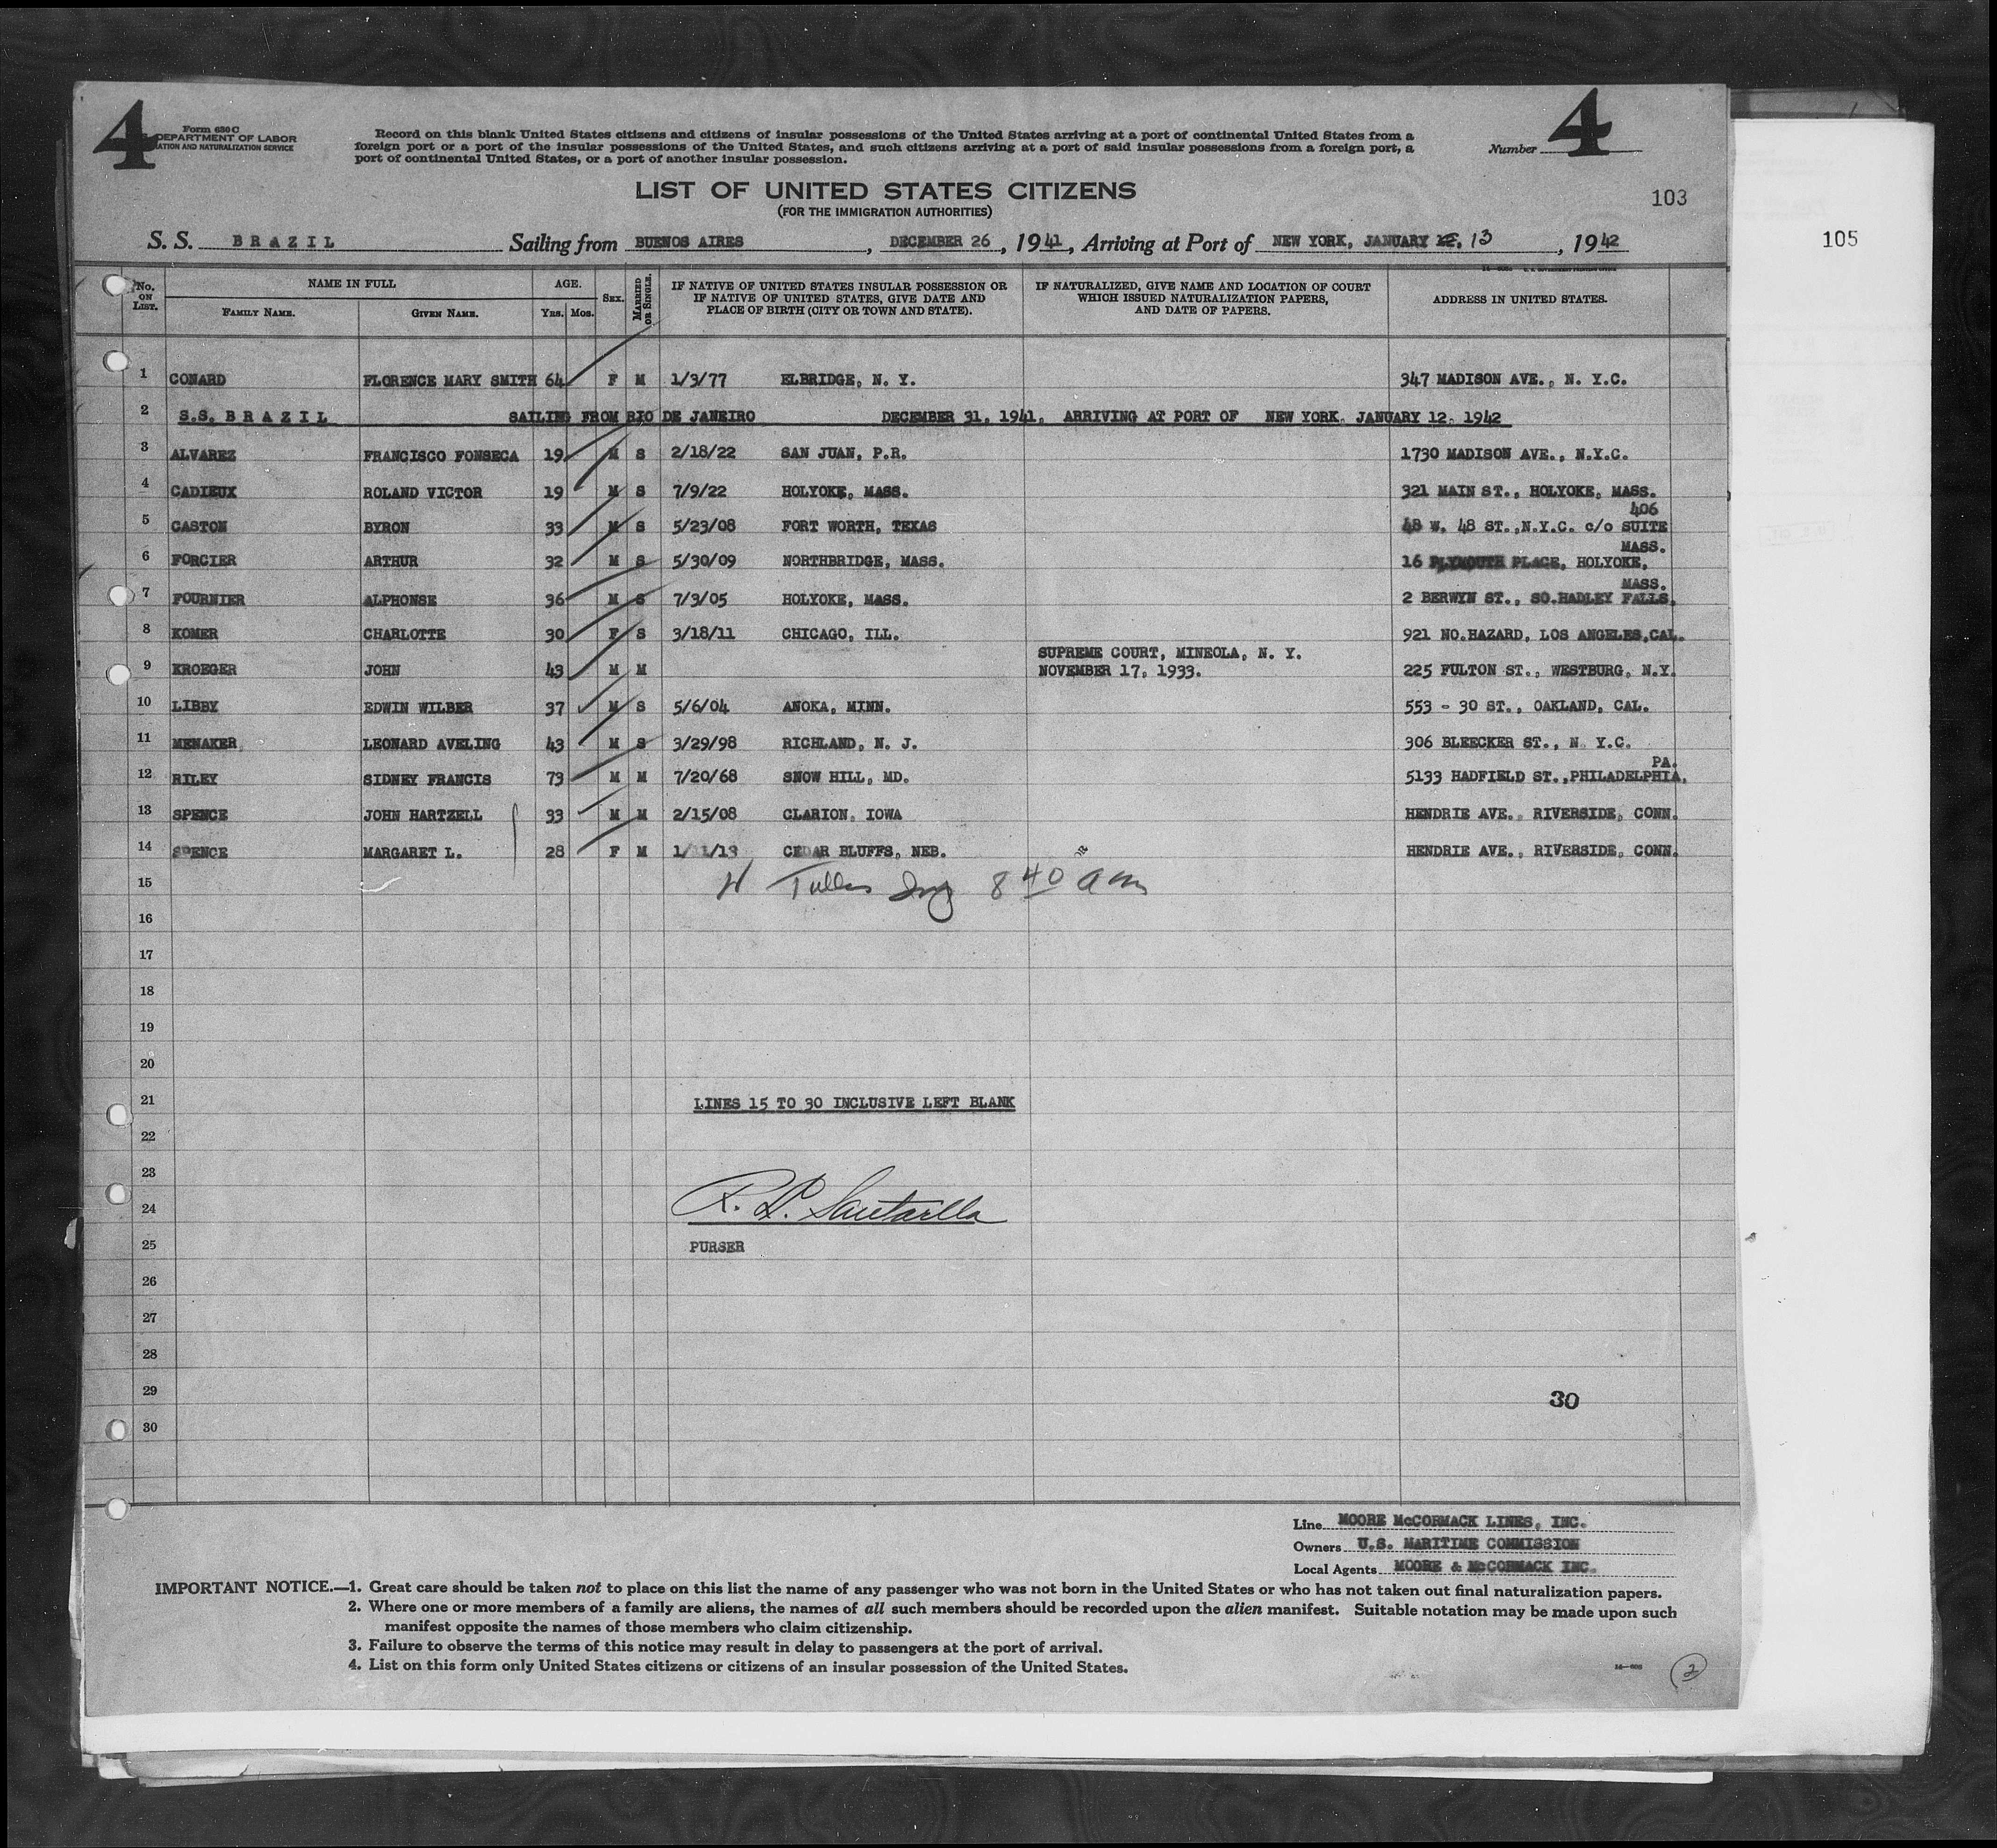 4
Form 630 C
DEPARTMENT OF LABOR
ATION AND NATURALIZATION SERVICE
Record on this blank United States citizens and citizens of insular possessions of the United States arriving at a port of continental United States from a
foreign port or a port of the insular possessions of the United States, and such citizens arriving at a port of said insular possessions from a foreign port, a
port of continental United States, or a port of another insular possession.
Number 4
LIST OF UNITED STATES CITIZENS
(FOR THE IMMIGRATION AUTHORITIES)
103
105
S. S. BRAZIL Sailing from BUENOS AIRES, DECEMBER 26, 1941, Arriving at Port of NEW YORK, JANUARY 12, 13, 1942
No. ON LIST. NAME IN FULL FAMILY NAME. GIVEN NAME. AGE. Yrs. Mos. SEX. MARRIED OR SINGLE. IF NATIVE OF UNITED STATES INSULAR POSSESSION OR IF NATIVE OF UNITED STATES, GIVE DATE AND PLACE OF BIRTH (CITY OR TOWN AND STATE). IF NATURALIZED, GIVE NAME AND LOCATION OF COURT WHICH ISSUED NATURALIZATION PAPERS, AND DATE OF PAPERS. ADDRESS IN UNITED STATES.
1 CONARD FLORENCE MARY SMITH 64 F M 1/3/77 ELBRIDGE, N. Y. 347 MADISON AVE., N. Y.C.
2 S.S. BRAZIL SAILING FROM RIO DE JANEIRO DECEMBER 31, 1941, ARRIVING AT PORT OF NEW YORK. JANUARY 12, 1942
3 ALVAREZ FRANCISCO FONSECA 19 M S 2/18/22 SAN JUAN, P.R. 1730 MADISON AVE., N.Y.C.
4 CADIEUX ROLAND VICTOR 19 M S 7/9/22 HOLYOKE, MASS. 321 MAIN ST., HOLYOKE, MASS.
406
5 CASTON BYRON 33 M S 5/23/08 FORT WORTH, TEXAS 48 W. 48 ST.,N.Y.C. c/o SUITE
MASS.
6 FORCIER ARTHUR 32 M S 5/30/09 NORTHBRIDGE, MASS. 16 PLYMOUTH PLACE, HOLYOKE,
MASS.
7 FOURNIER ALPHONSE 36 M S 7/3/05 HOLYOKE, MASS. 2 BERWYN ST., SO.HADLEY FALLS,
8 KOMER CHARLOTTE 30 F S 3/18/11 CHICAGO, ILL. 921 NO.HAZARD, LOS ANGELES,CAL.
SUPREME COURT, MINEOLA, N. Y.
9 KROEGER JOHN 43 M M NOVEMBER 17, 1933. 225 FULTON ST., WESTBURG, N.Y.
10 LIBBY EDWIN WILBER 37 M S 5/6/04 ANOKA, MINN. 553 - 30 ST., OAKLAND, CAL.
11 MENAKER LEONARD AVELING 43 M S 3/29/98 RICHLAND, N. J. 306 BLEECKER ST., N. Y.C.
PA.
12 RILEY SIDNEY FRANCIS 73 M M 7/20/68 SNOW HILL, MD. 5133 HADFIELD ST.,PHILADELPHIA,
13 SPENCE JOHN HARTZELL 33 M M 2/15/08 CLARION, IOWA HENDRIE AVE., RIVERSIDE, CONN.
14 SPENCE MARGARET L. 28 F M 1/11/13 CEDAR BLUFFS, NEB. HENDRIE AVE., RIVERSIDE, CONN.
15
8 40 am
16
17
18
19
20
21 LINES 15 TO 30 INCLUSIVE LEFT BLANK
22
23
24 R. Santarella
25 PURSER
26
27
28
29 30
30
Line MOORE McCORMACK LINES, INC.
Owners U.S. MARITIME COMMISSION
Local Agents MOORE & McCORMACK INC.
IMPORTANT NOTICE.—1. Great care should be taken not to place on this list the name of any passenger who was not born in the United States or who has not taken out final naturalization papers.
2. Where one or more members of a family are aliens, the names of all such members should be recorded upon the alien manifest. Suitable notation may be made upon such
manifest opposite the names of those members who claim citizenship.
3. Failure to observe the terms of this notice may result in delay to passengers at the port of arrival.
4. List on this form only United States citizens or citizens of an insular possession of the United States.
2